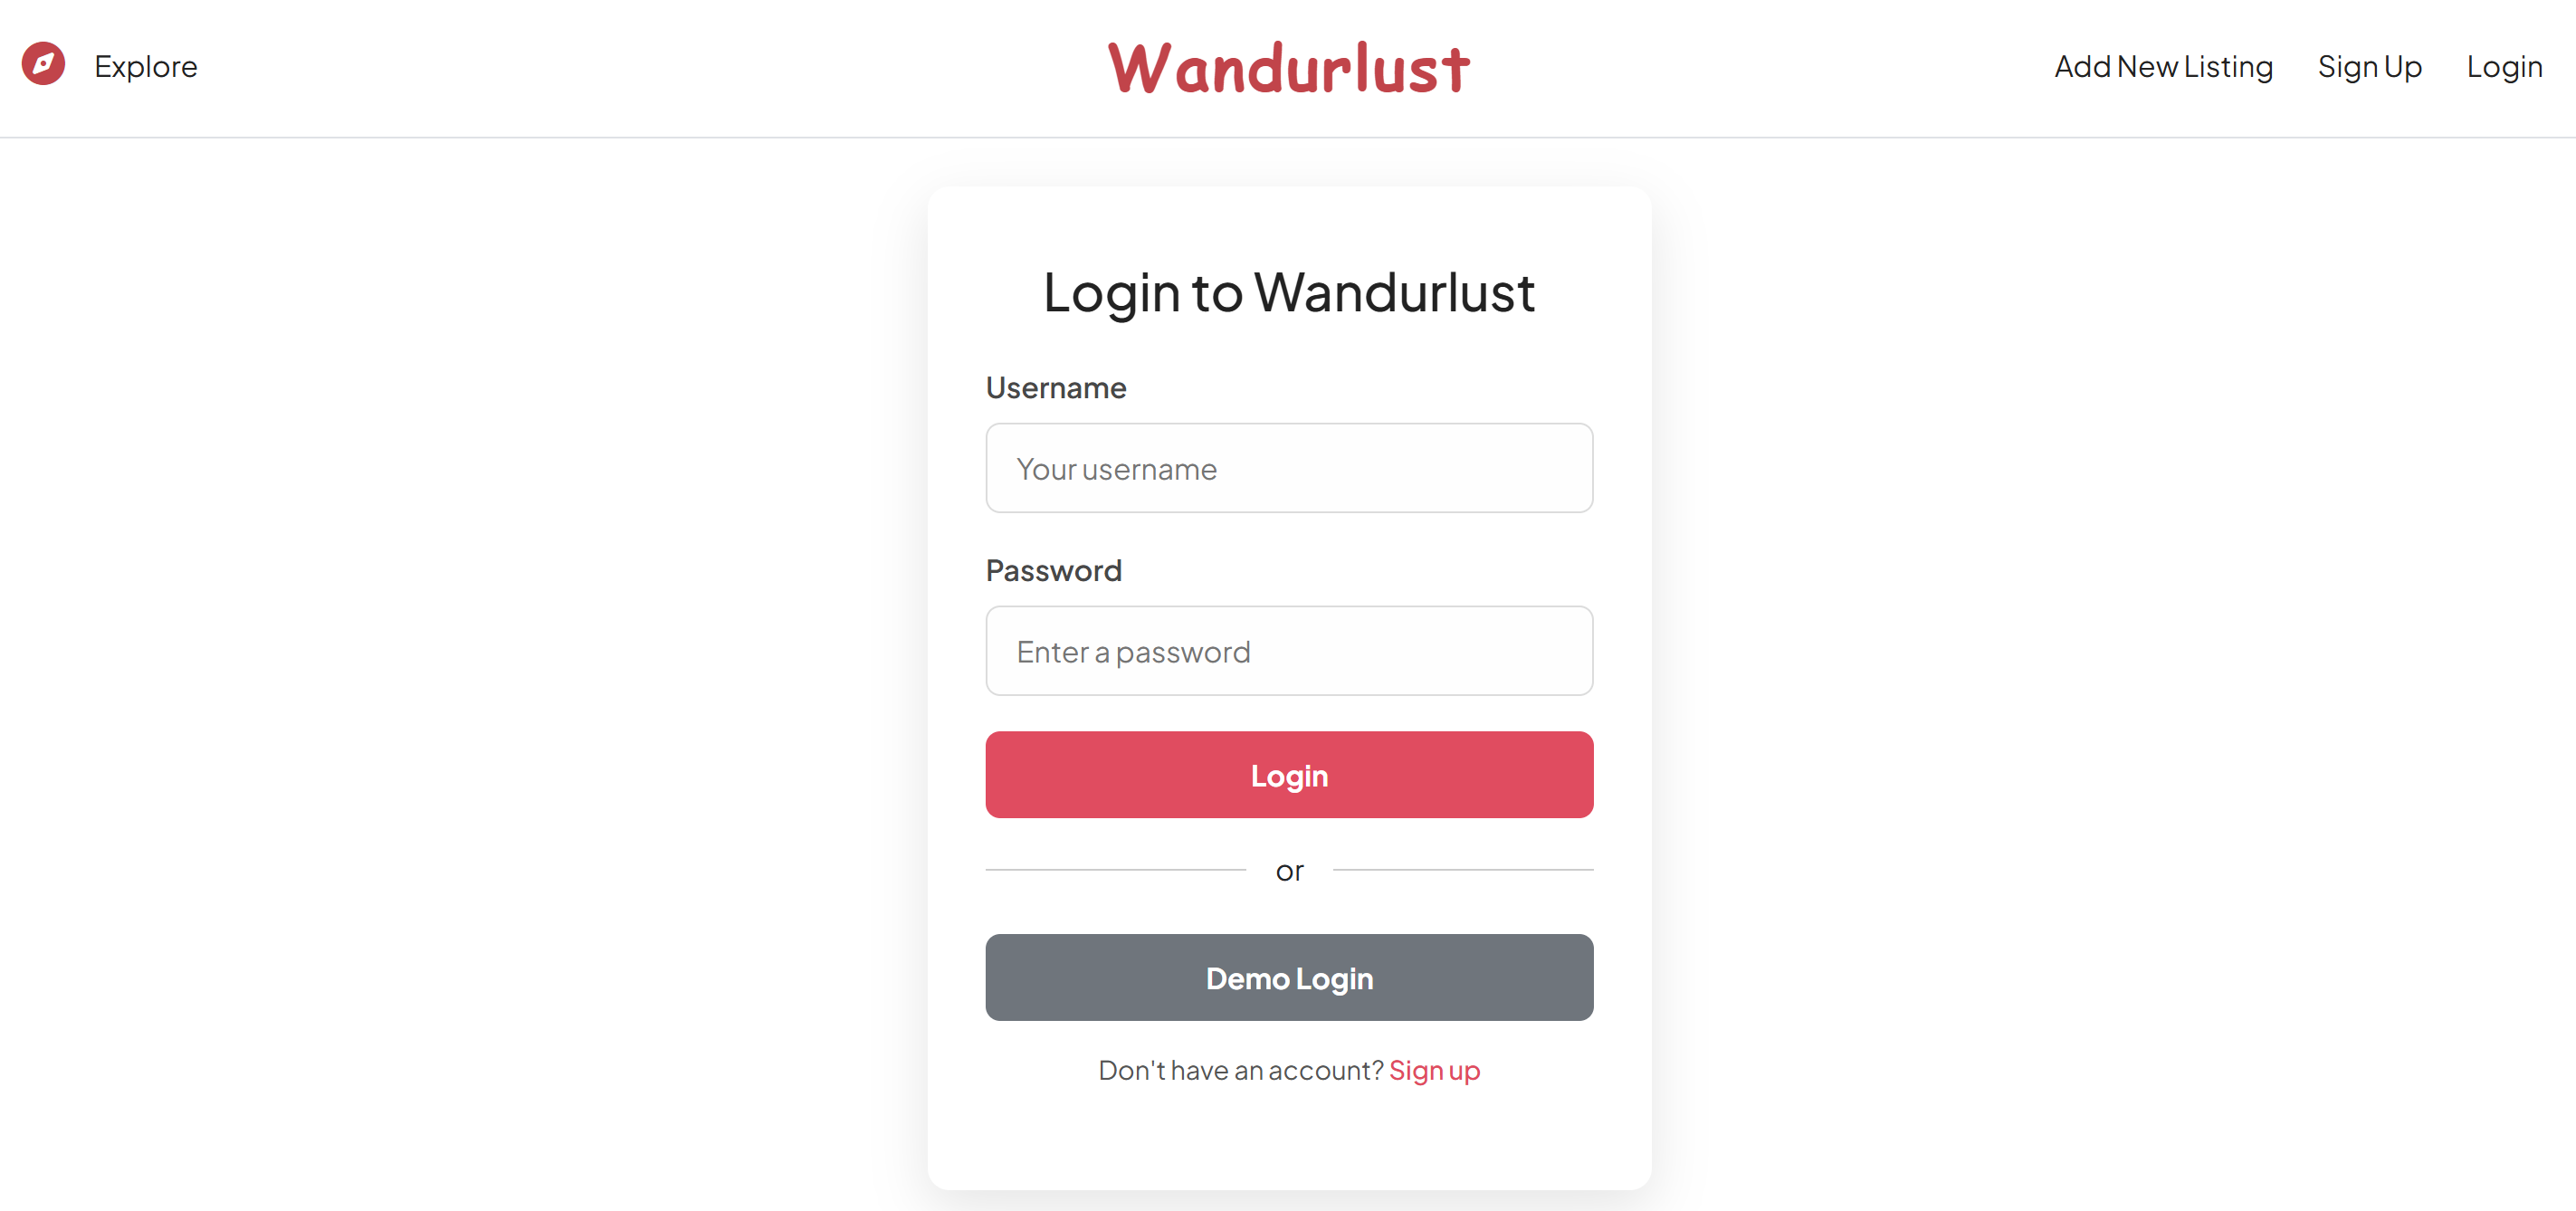 Explore Wandurlust Add New Listing Sign Up Login
Login to Wandurlust
Username
Your username
Password
Enter a password
Login
or
Demo Login
Don't have an account? Sign up